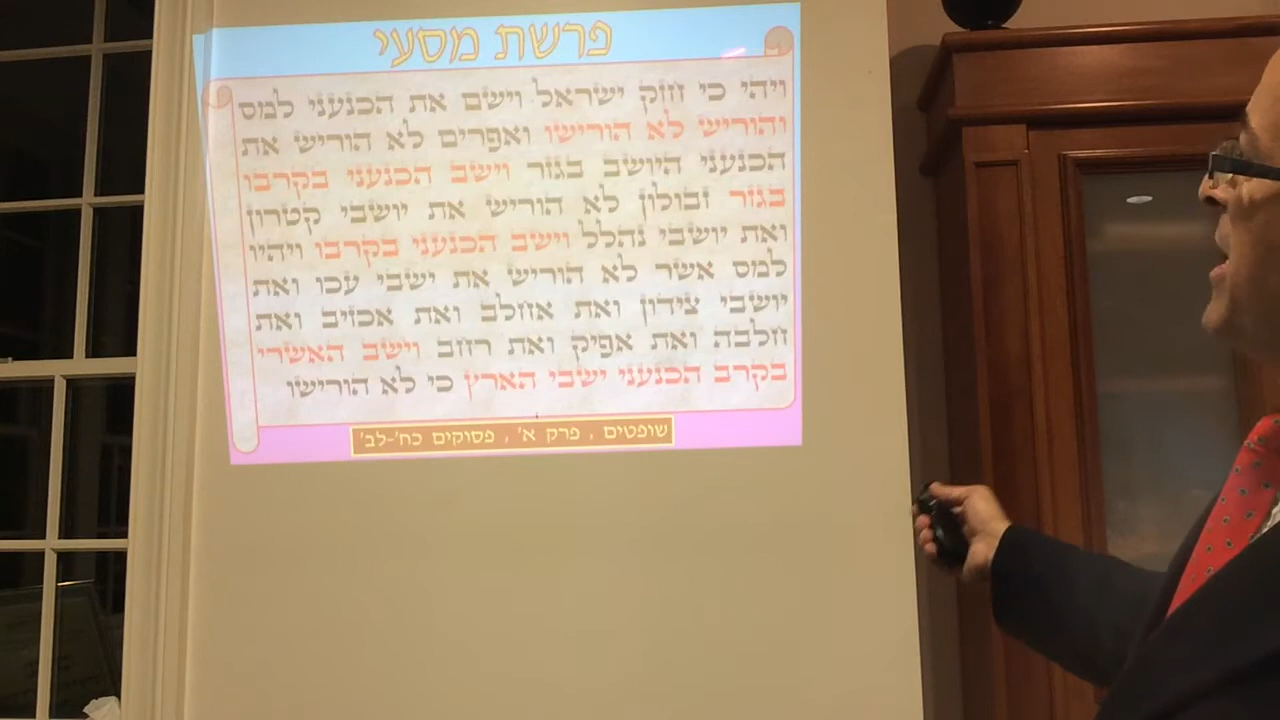 פרשת מסעי
ויהי כי חזק ישראל וישם את הכנעני למס
והוריש לא הורישו ואפרים לא הוריש את
הכנעני היושב בגזר וישב הכנעני בקרבו
בגזר זבולון לא הוריש את יושבי קטרון
ואת יושבי נהלל וישב הכנעני בקרבו ויהיו
למס אשר לא הוריש את ישבי עכו ואת
יושבי צידון ואת אחלב ואת אכזיב ואת
חלבה ואת אפיק ואת רחב וישב האשרי
בקרב הכנעני ישבי הארץ כי לא הורישו
שופטים , פרק א' , פסוקים כח'-לב'